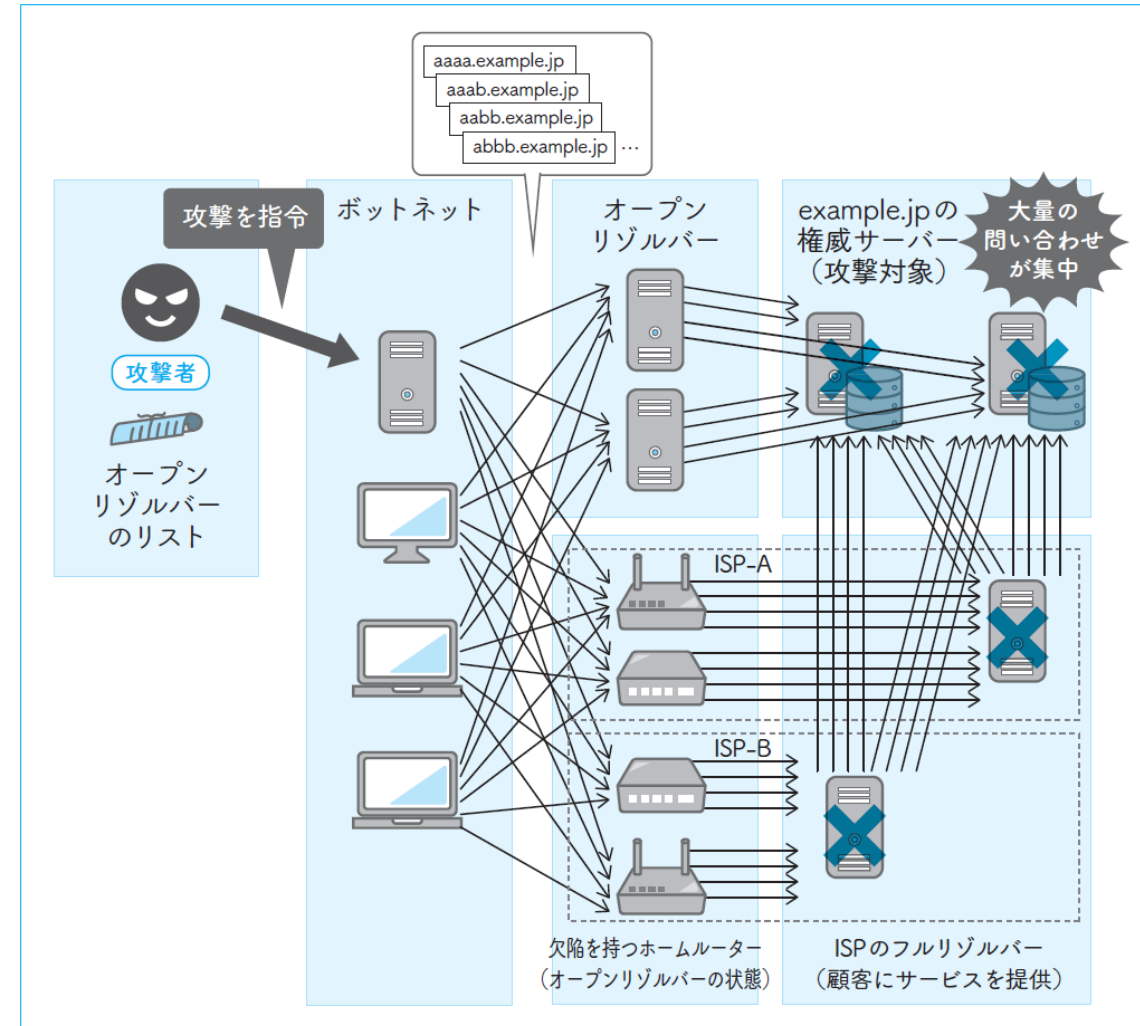 aaaa.example.jp
aaab.example.jp
aabb.example.jp
abbb.example.jp …
攻撃を指令
ボットネット
オープン
リゾルバー
example.jpの
権威サーバー
（攻撃対象）
大量の
問い合わせ
が集中
攻撃者
オープン
リゾルバー
のリスト
ISP-A
ISP-B
欠陥を持つホームルーター
（オープンリゾルバーの状態）
ISPのフルリゾルバー
（顧客にサービスを提供）